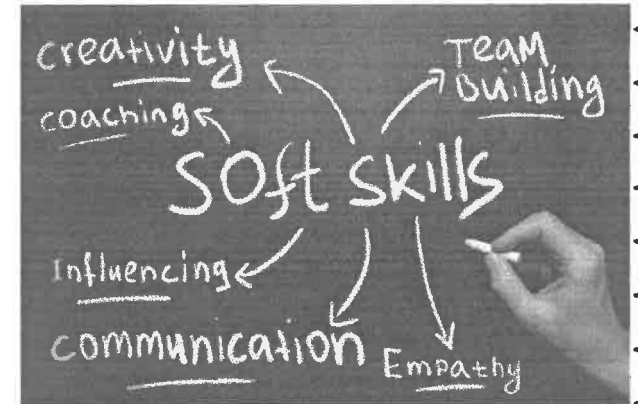 creativity
Team
Building
coaching
Soft skills
Influencing
communication
Empathy